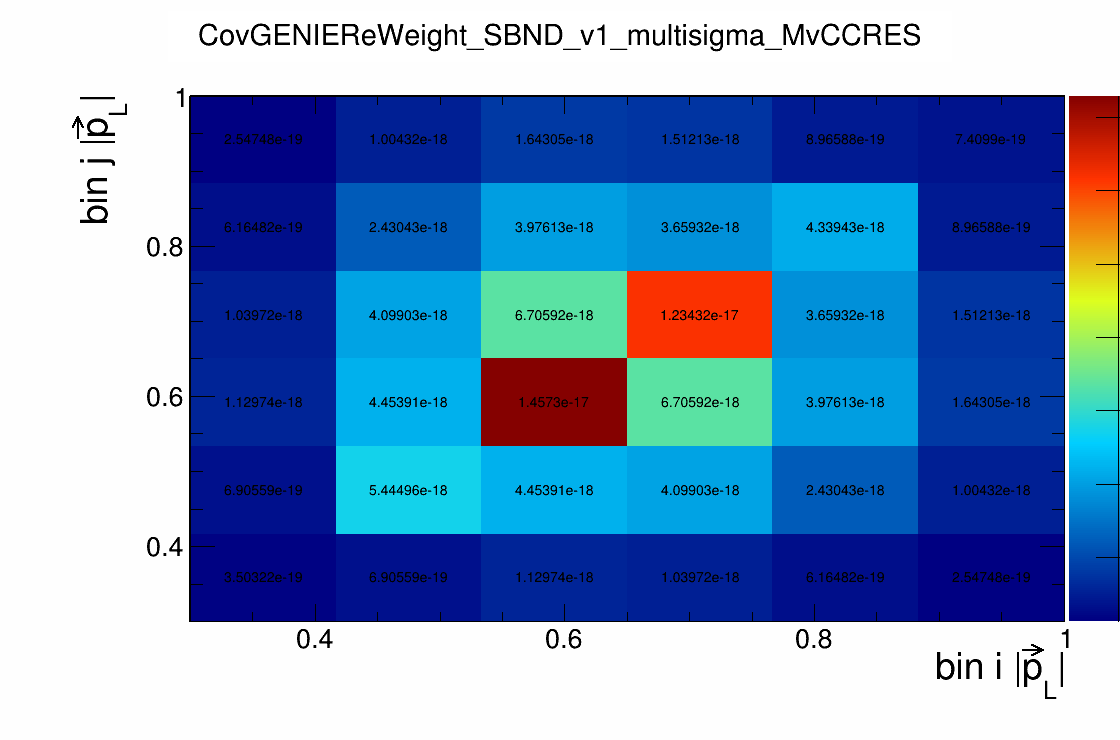 CovGENIEReWeight_SBND_v1_multisigma_MvCCRES
bin j |p⃗_L|
1
2.54748e-19 1.00432e-18 1.64305e-18 1.51213e-18 8.96588e-19 7.4099e-19
6.16482e-19 2.43043e-18 3.97613e-18 3.65932e-18 4.33943e-18 8.96588e-19
0.8
1.03972e-18 4.09903e-18 6.70592e-18 1.23432e-17 3.65932e-18 1.51213e-18
0.6
1.12974e-18 4.45391e-18 1.4573e-17 6.70592e-18 3.97613e-18 1.64305e-18
6.90559e-19 5.44496e-18 4.45391e-18 4.09903e-18 2.43043e-18 1.00432e-18
0.4
3.50322e-19 6.90559e-19 1.12974e-18 1.03972e-18 6.16482e-19 2.54748e-19
0.4 0.6 0.8 1
bin i |p⃗_L|